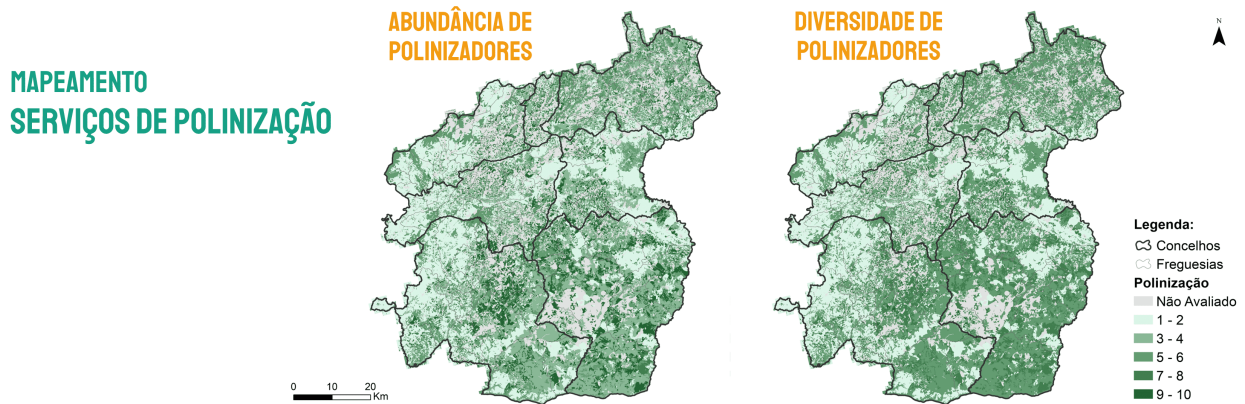 MAPEAMENTO
SERVIÇOS DE POLINIZAÇÃO
ABUNDÂNCIA DE
POLINIZADORES
DIVERSIDADE DE
POLINIZADORES
N
Legenda:
Concelhos
Freguesias
Polinização
Não Avaliado
1 - 2
3 - 4
5 - 6
7 - 8
9 - 10
0 10 20
Km